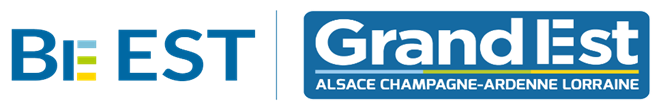 BE EST
Grand Est
ALSACE CHAMPAGNE-ARDENNE LORRAINE